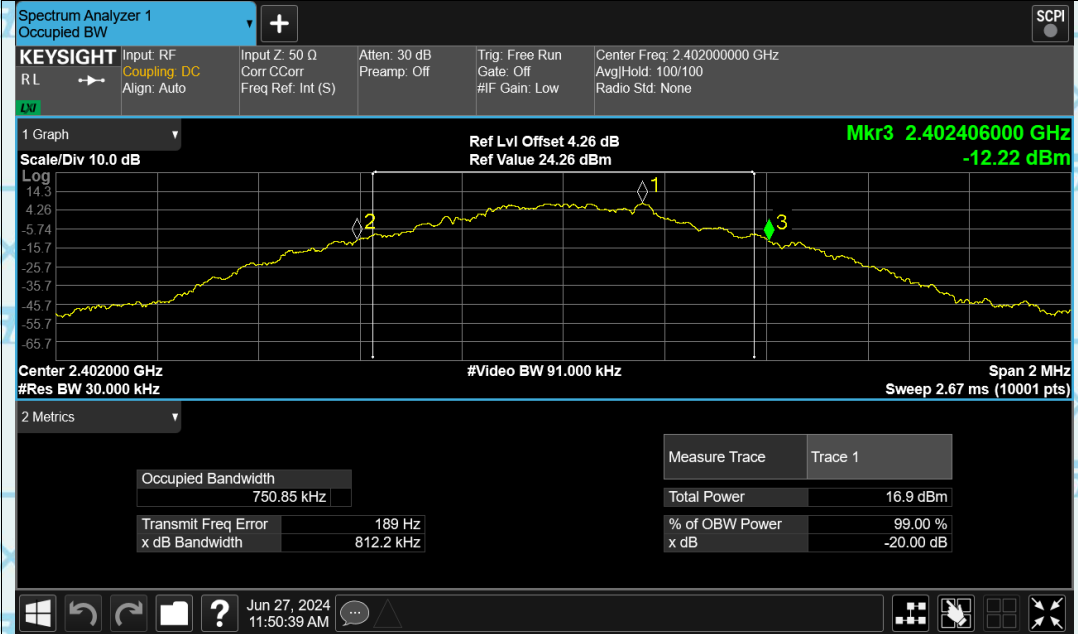 Spectrum Analyzer 1
Occupied BW
+
SCPI
KEYSIGHT
R L
LXI
Input: RF
Coupling: DC
Align: Auto
Input Z: 50 Ω
Corr CCorr
Freq Ref: Int (S)
Atten: 30 dB
Preamp: Off
Trig: Free Run
Gate: Off
#IF Gain: Low
Center Freq: 2.402000000 GHz
Avg|Hold: 100/100
Radio Std: None
1 Graph
Scale/Div 10.0 dB
Ref Lvl Offset 4.26 dB
Ref Value 24.26 dBm
Mkr3 2.402406000 GHz
-12.22 dBm
Log
14.3
4.26
-5.74
-15.7
-25.7
-35.7
-45.7
-55.7
-65.7
1
2
3
Center 2.402000 GHz
#Video BW 91.000 kHz
Span 2 MHz
#Res BW 30.000 kHz
Sweep 2.67 ms (10001 pts)
2 Metrics
Occupied Bandwidth
750.85 kHz
Transmit Freq Error 189 Hz
x dB Bandwidth 812.2 kHz
Measure Trace Trace 1
Total Power 16.9 dBm
% of OBW Power 99.00 %
x dB -20.00 dB
?
Jun 27, 2024
11:50:39 AM